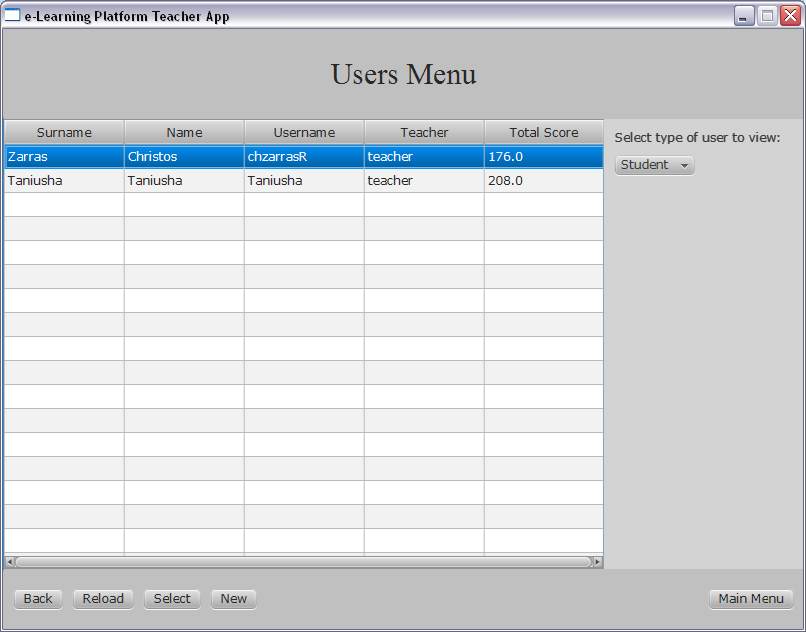 e-Learning Platform Teacher App
Users Menu
Surname Name Username Teacher Total Score
Zarras Christos chzarrasR teacher 176.0
Taniusha Taniusha Taniusha teacher 208.0
Select type of user to view:
Student
Back Reload Select New Main Menu